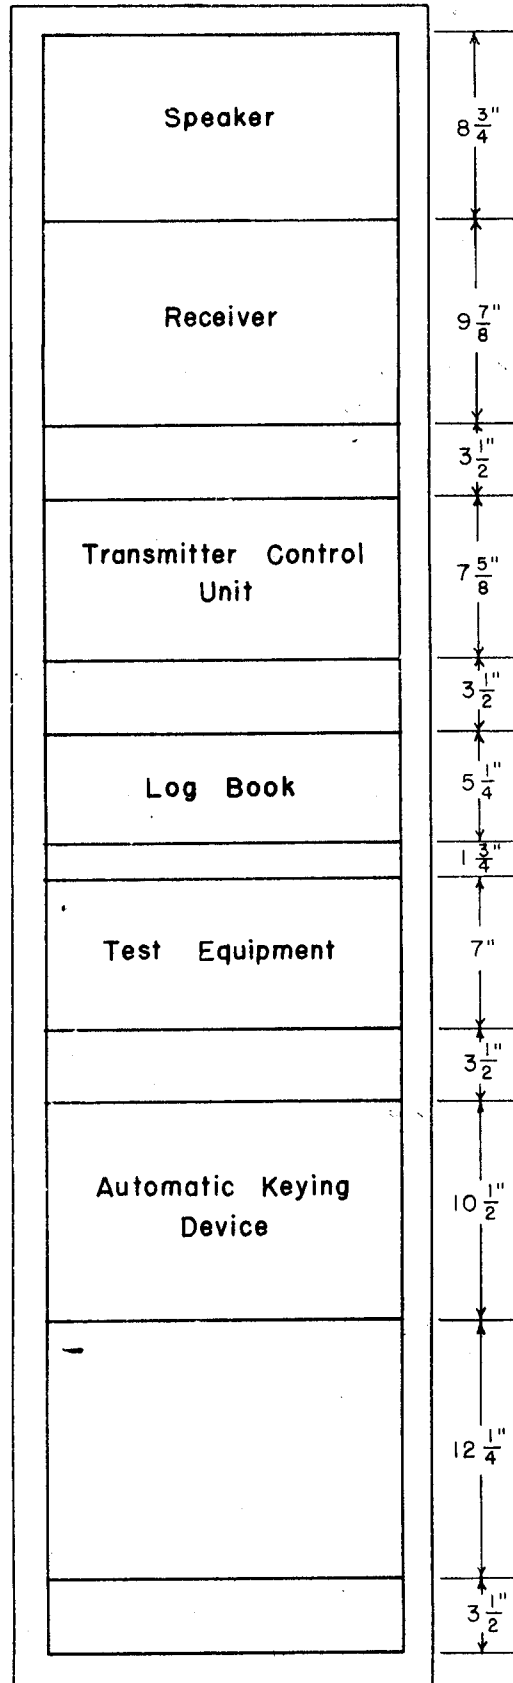 Speaker
8 3/4"
Receiver
9 7/8"
3 1/2"
Transmitter Control
Unit
7 5/8"
3 1/2"
Log Book
5 1/4"
1 3/4"
Test Equipment
7"
3 1/2"
Automatic Keying
Device
10 1/2"
12 1/4"
3 1/2"